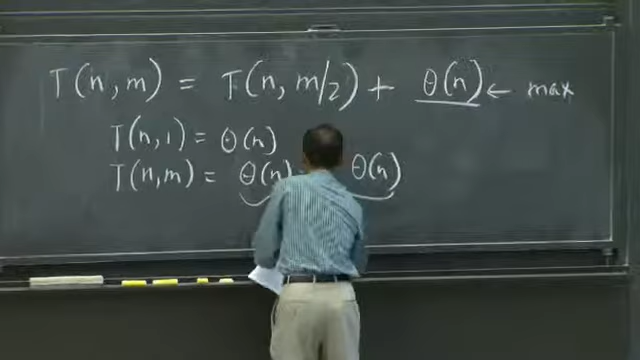 T(n, m) = T(n, m/2) + Θ(n) ← max
T(n, 1) = Θ(n)
T(n, m) = Θ(n) Θ(n)